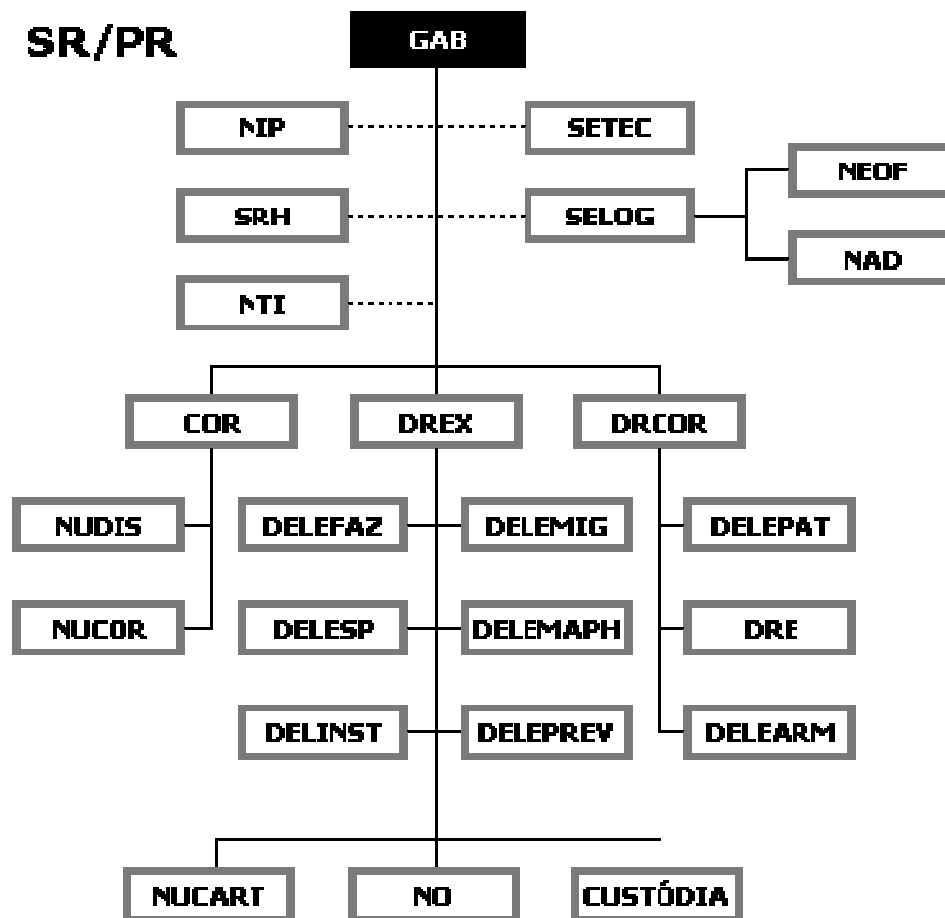 SR/PR
GAB
NIP
SETEC
NEOF
SRH
SELOG
NAD
NTI
COR
DREX
DRCOR
NUDIS
DELEFAZ
DELEMIG
DELEPAT
NUCOR
DELESP
DELEMAPH
DRE
DELINST
DELEPREV
DELEARM
NUCART
NO
CUSTÓDIA